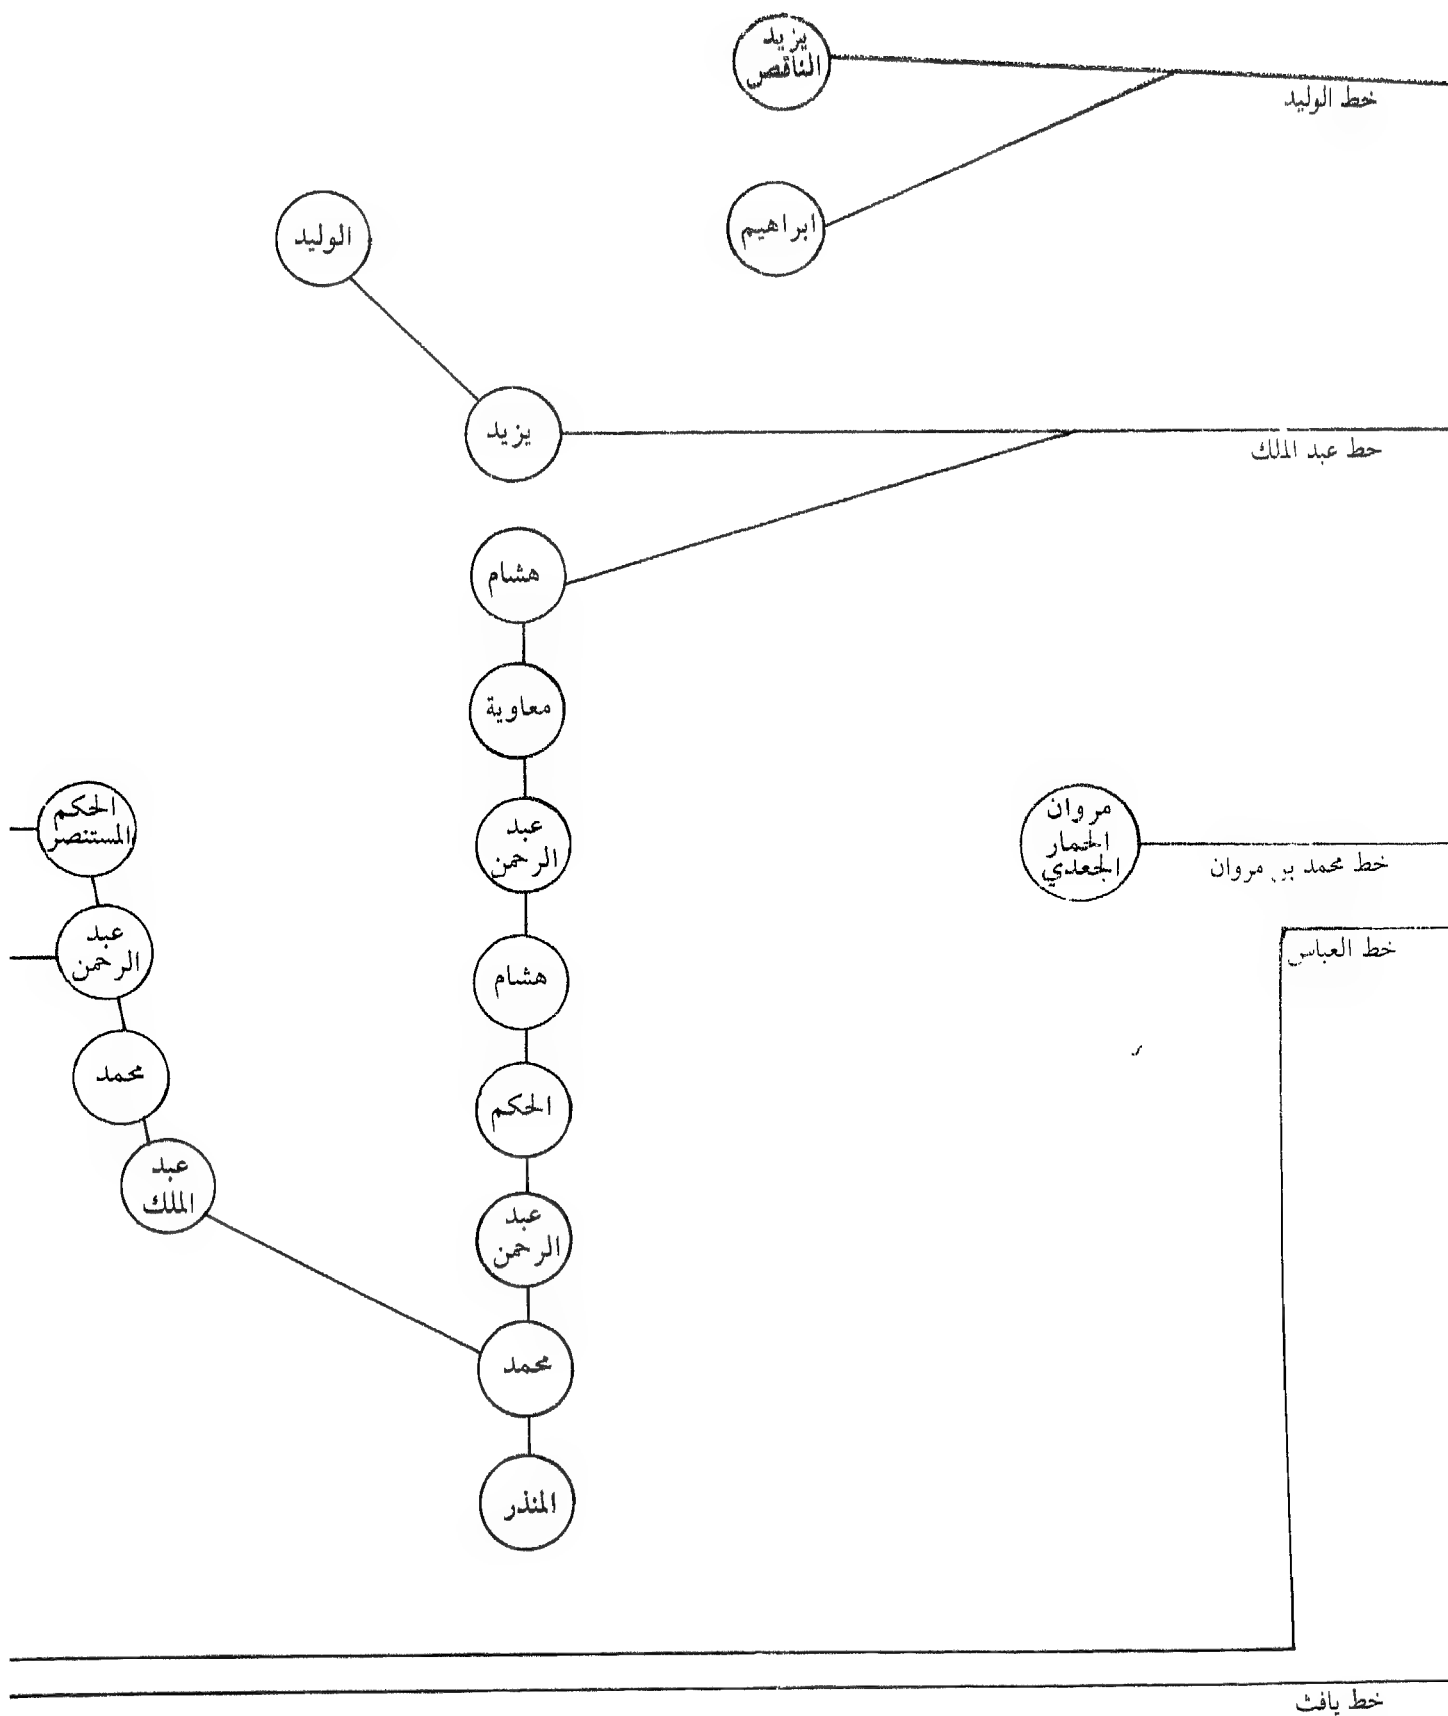 يزيد
الناقص
خط الوليد
ابراهيم
الوليد
يزيد
حط عبد الملك
هشام
معاوية
مروان
الحمار
الجعدي
خط محمد بن مروان
الحكم
المستنصر
عبد
الرحمن
خط العباس
عبد
الرحمن
هشام
محمد
الحكم
عبد
الملك
عبد
الرحمن
محمد
المنذر
خط يافث